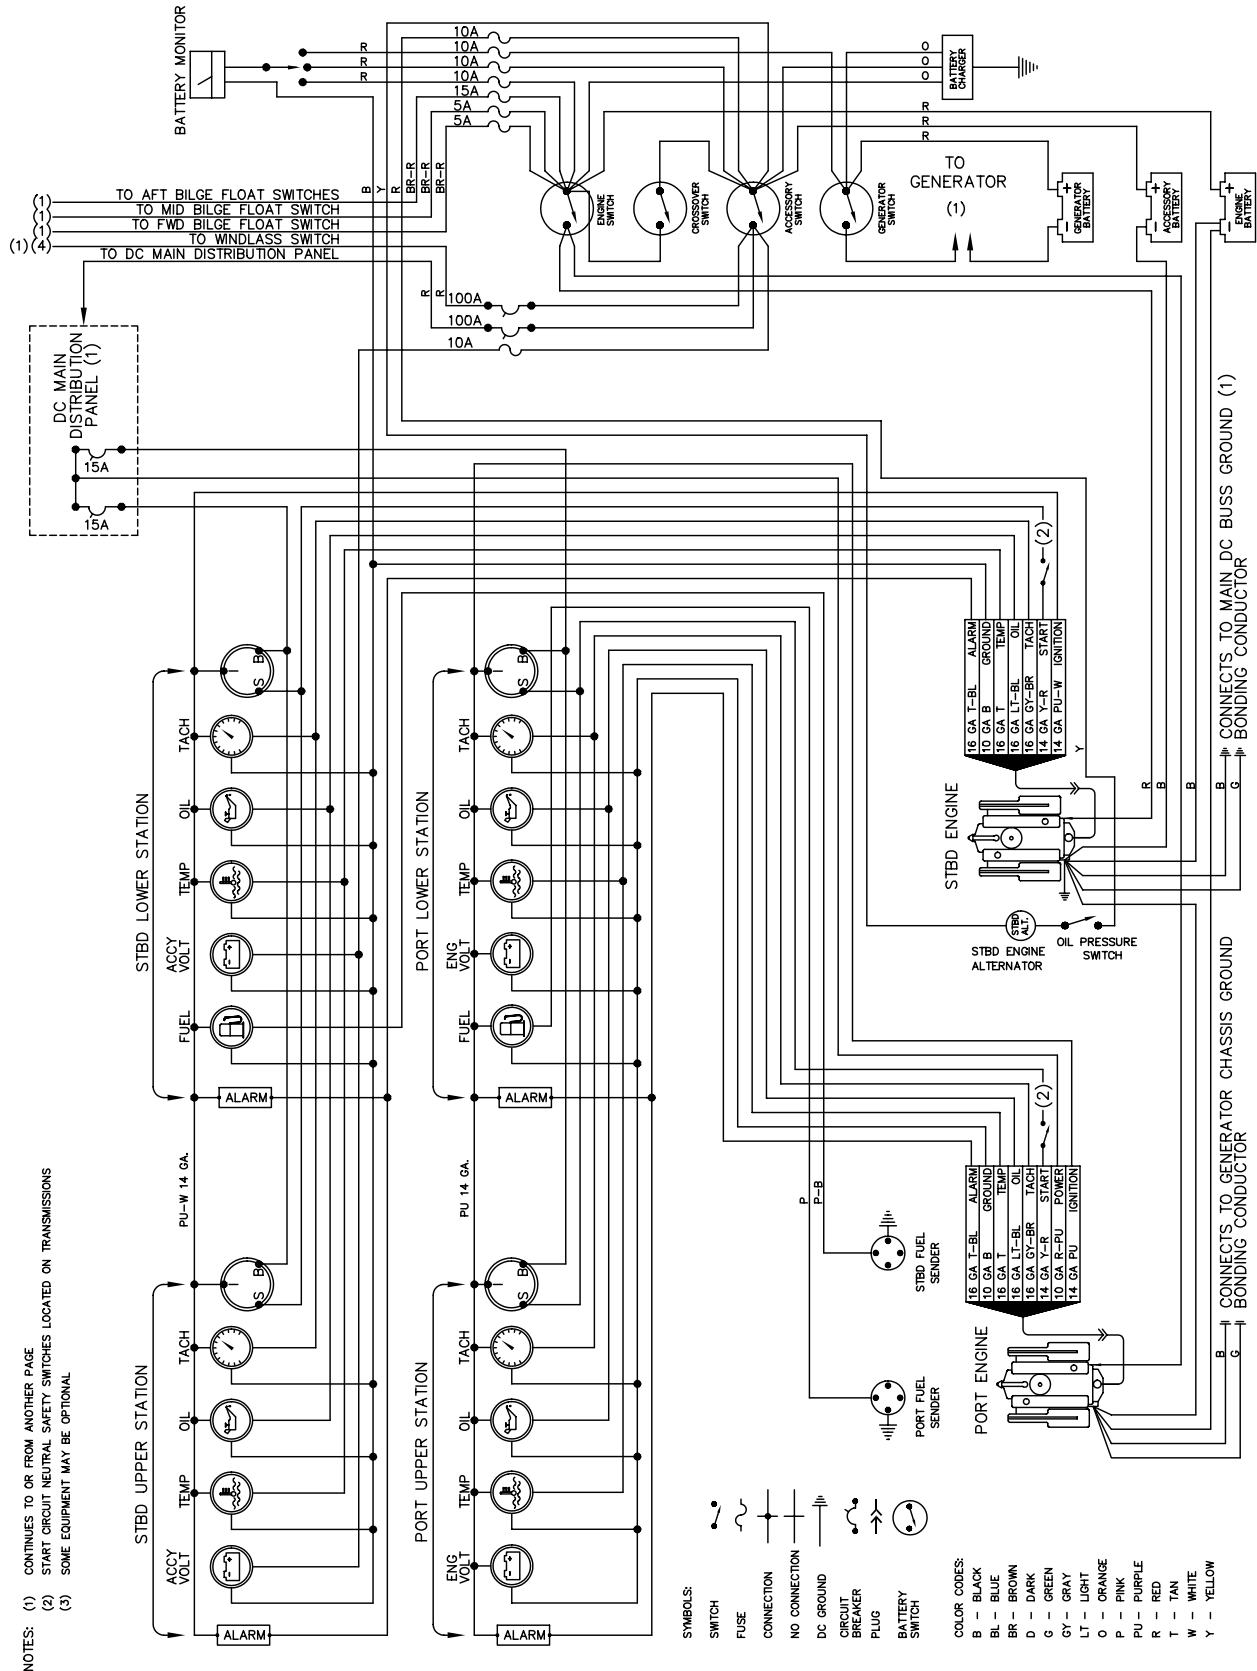 BATTERY MONITOR
R
R
R
10A
10A
10A
10A
15A
5A
5A
O
O
O
BATTERY
CHARGER
R
R
R
B
Y
R
BR-R
BR-R
BR-R
(1) TO AFT BILGE FLOAT SWITCHES
(1) TO MID BILGE FLOAT SWITCH
(1) TO FWD BILGE FLOAT SWITCH
(1)(4) TO WINDLASS SWITCH
TO DC MAIN DISTRIBUTION PANEL
ENGINE
SWITCH
CROSSOVER
SWITCH
ACCESSORY
SWITCH
GENERATOR
SWITCH
TO
GENERATOR
(1)
+
-
GENERATOR
BATTERY
+
-
ACCESSORY
BATTERY
+
-
ENGINE
BATTERY
R
R
100A
100A
10A
DC MAIN
DISTRIBUTION
PANEL (1)
15A
15A
(2)
16 GA T-BL ALARM
10 GA B GROUND
16 GA T TEMP
16 GA LT-BL OIL
16 GA GY-BR TACH
14 GA Y-R START
14 GA PU-W IGNITION
Y
STBD ENGINE
R
B
B
B
G
CONNECTS TO MAIN DC BUSS GROUND (1)
BONDING CONDUCTOR
STBD
ALT.
STBD ENGINE
ALTERNATOR
OIL PRESSURE
SWITCH
STBD LOWER STATION
I
B
S
TACH
OIL
TEMP
ACCY
VOLT
FUEL
ALARM
PORT LOWER STATION
I
B
S
TACH
OIL
TEMP
ENG
VOLT
FUEL
ALARM
PU-W 14 GA.
PU 14 GA.
STBD UPPER STATION
I
B
S
TACH
OIL
TEMP
ACCY
VOLT
ALARM
PORT UPPER STATION
I
B
S
TACH
OIL
TEMP
ENG
VOLT
ALARM
P
P-B
STBD FUEL
SENDER
PORT FUEL
SENDER
(2)
16 GA T-BL ALARM
10 GA B GROUND
16 GA T TEMP
16 GA LT-BL OIL
16 GA GY-BR TACH
14 GA Y-R START
10 GA R-PU POWER
14 GA PU IGNITION
PORT ENGINE
B
G
CONNECTS TO GENERATOR CHASSIS GROUND
BONDING CONDUCTOR
NOTES: (1) CONTINUES TO OR FROM ANOTHER PAGE
(2) START CIRCUIT NEUTRAL SAFETY SWITCHES LOCATED ON TRANSMISSIONS
(3) SOME EQUIPMENT MAY BE OPTIONAL
SYMBOLS:
SWITCH
FUSE
CONNECTION
NO CONNECTION
DC GROUND
CIRCUIT
BREAKER
PLUG
BATTERY
SWITCH
COLOR CODES:
B - BLACK
BL - BLUE
BR - BROWN
D - DARK
G - GREEN
GY - GRAY
LT - LIGHT
O - ORANGE
P - PINK
PU - PURPLE
R - RED
T - TAN
W - WHITE
Y - YELLOW